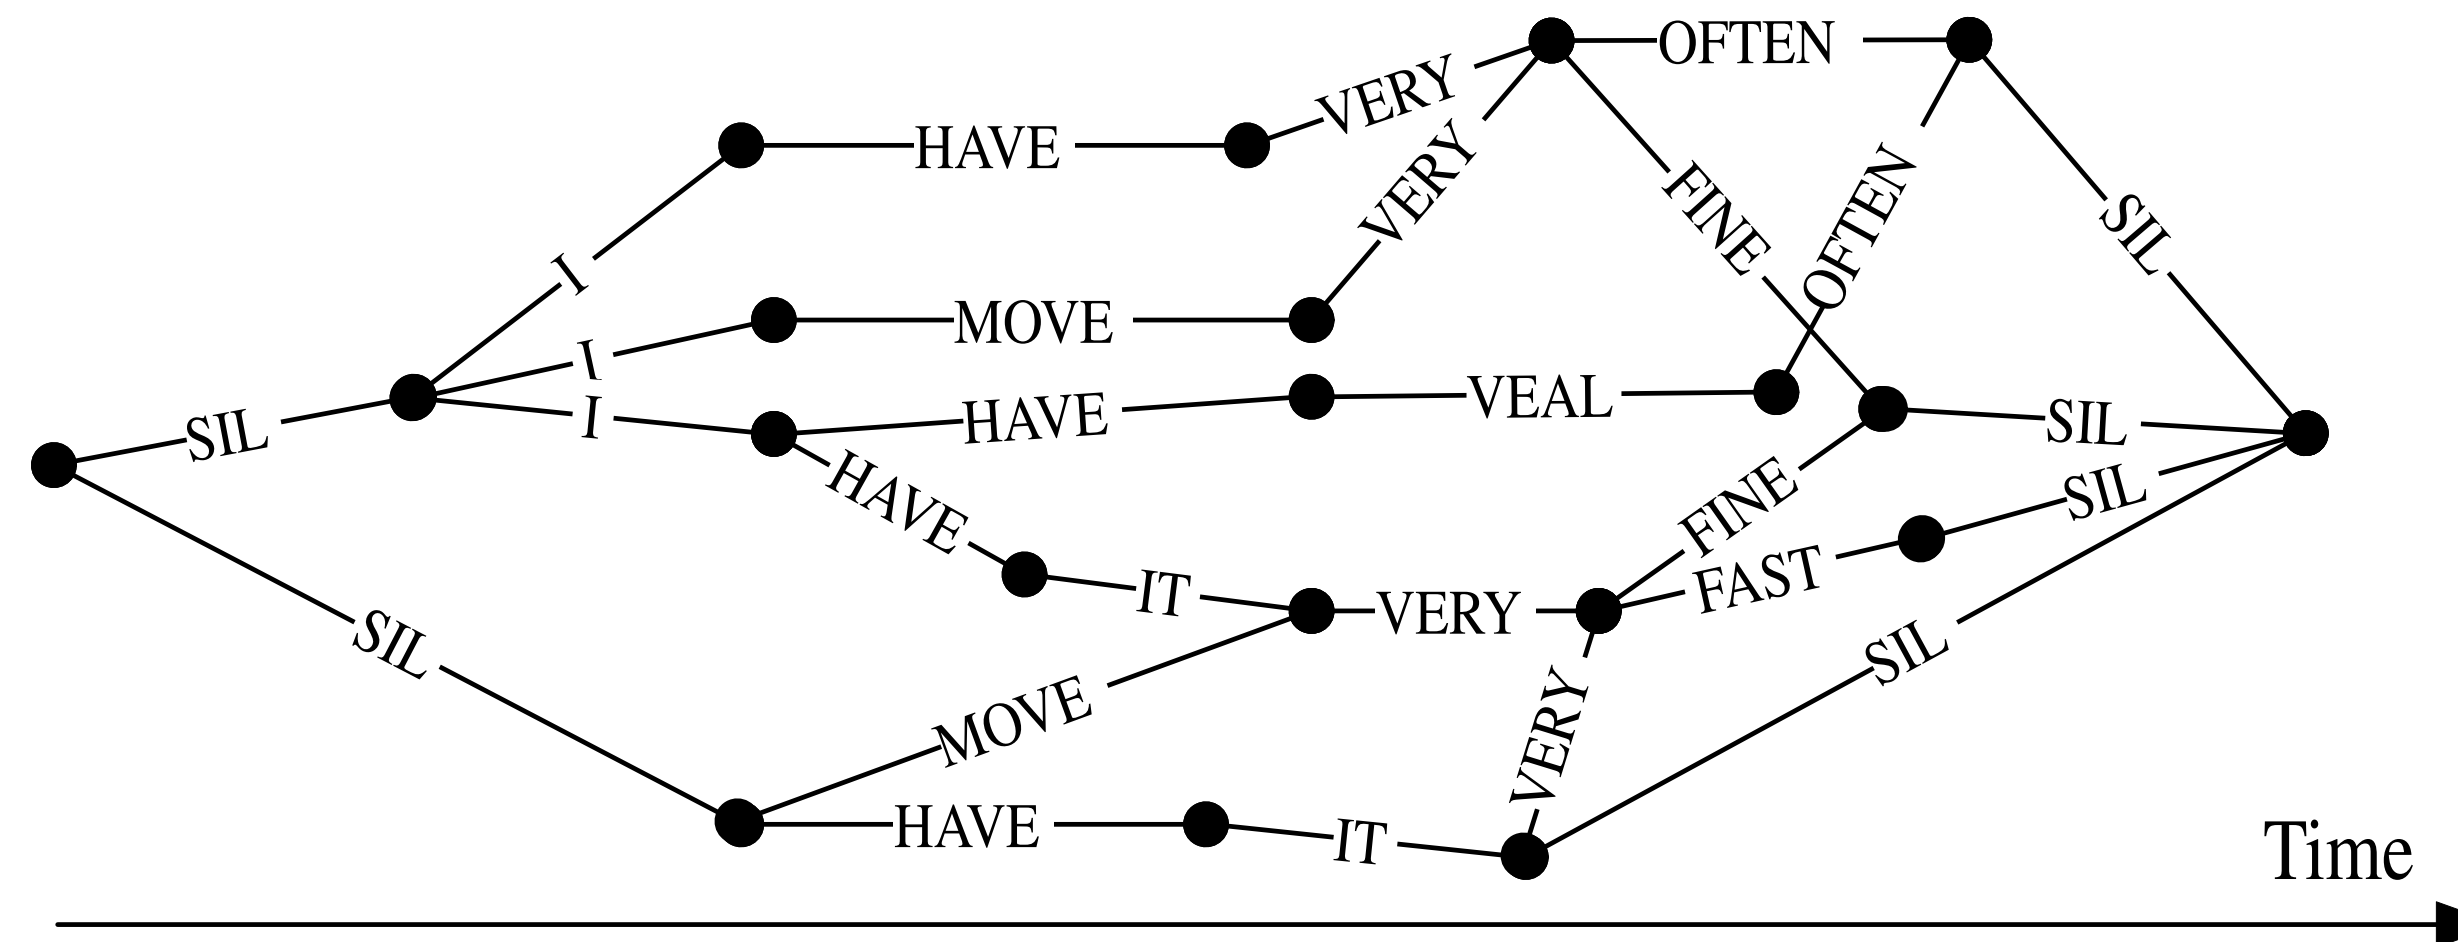 OFTEN
VERY
HAVE
VERY
FINE
OFTEN
SIL
I
MOVE
I
I
HAVE
VEAL
SIL
SIL
HAVE
FINE
SIL
IT
VERY
FAST
SIL
SIL
MOVE
VERY
HAVE
IT
Time